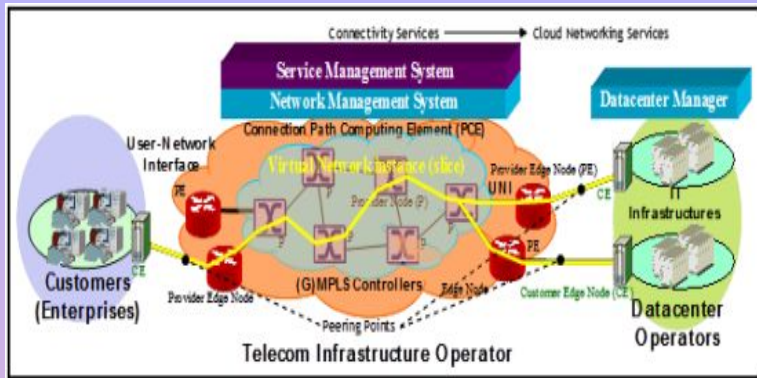 Connectivity Services
Cloud Networking Services
Service Management System
Network Management System
Datacenter Manager
Connection Path Computing Element (PCE)
User-Network
Interface
Virtual Network instance (slice)
Provider Edge Node (PE)
PE
P
P
UNI
Provider Node (P)
CE
IT
Infrastructures
P
P
P
P
PE
CE
CE
Customers
(Enterprises)
Provider Edge Node
(G)MPLS Controllers
Edge Node
Customer Edge Node (CE)
Peering Points
Datacenter
Operators
Telecom Infrastructure Operator